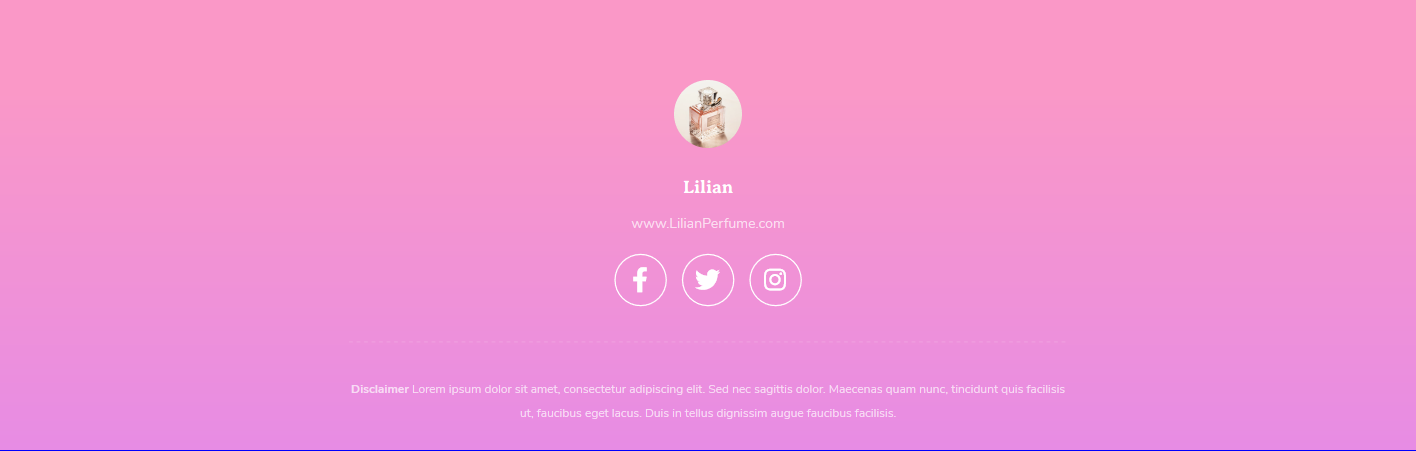 Lilian
www.LilianPerfume.com
Disclaimer Lorem ipsum dolor sit amet, consectetur adipiscing elit. Sed nec sagittis dolor. Maecenas quam nunc, tincidunt quis facilisis
ut, faucibus eget lacus. Duis in tellus dignissim augue faucibus facilisis.